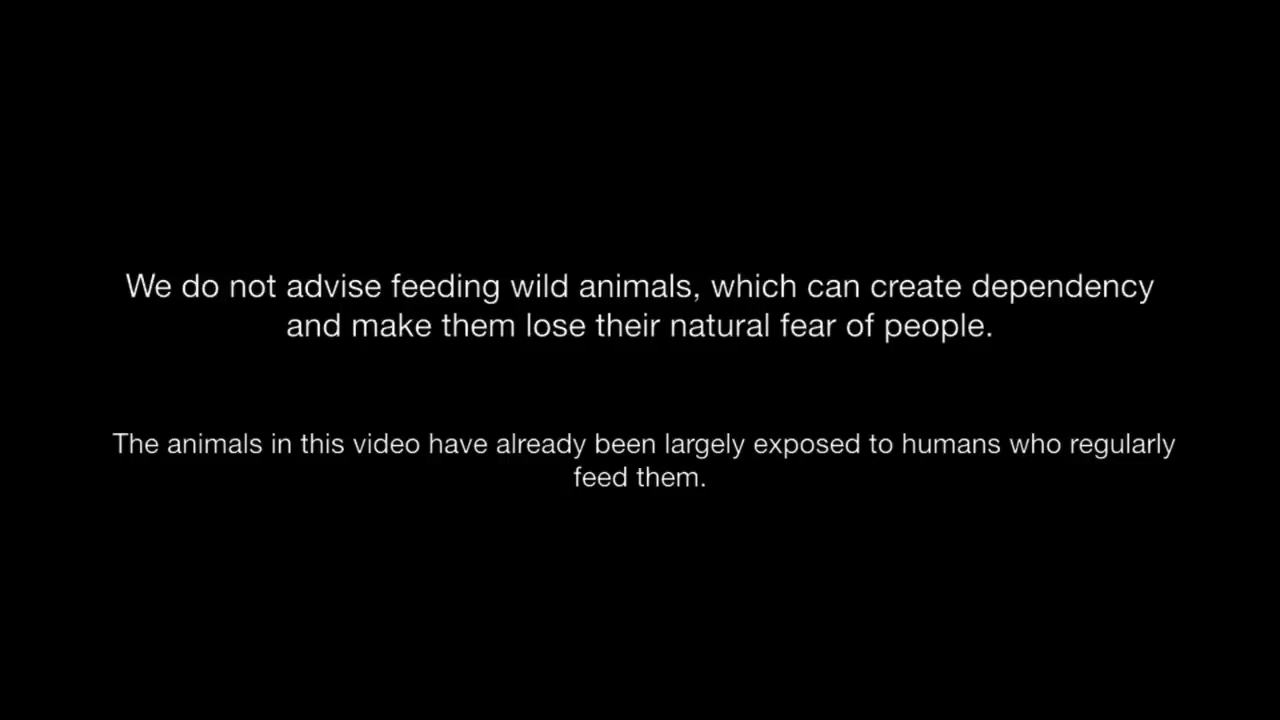 We do not advise feeding wild animals, which can create dependency
and make them lose their natural fear of people.
The animals in this video have already been largely exposed to humans who regularly
feed them.